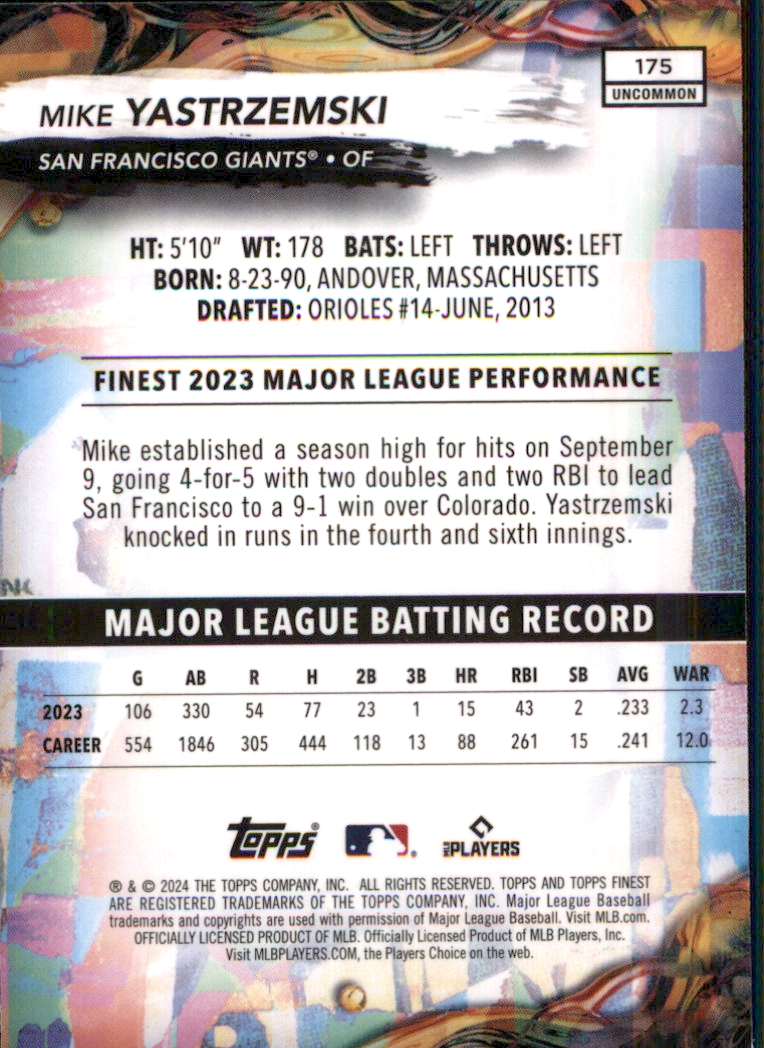 175
UNCOMMON
MIKE YASTRZEMSKI
SAN FRANCISCO GIANTS® • OF
HT: 5'10" WT: 178 BATS: LEFT THROWS: LEFT
BORN: 8-23-90, ANDOVER, MASSACHUSETTS
DRAFTED: ORIOLES #14-JUNE, 2013
FINEST 2023 MAJOR LEAGUE PERFORMANCE
Mike established a season high for hits on September
9, going 4-for-5 with two doubles and two RBI to lead
San Francisco to a 9-1 win over Colorado. Yastrzemski
knocked in runs in the fourth and sixth innings.
MAJOR LEAGUE BATTING RECORD
G AB R H 2B 3B HR RBI SB AVG WAR
2023 106 330 54 77 23 1 15 43 2 .233 2.3
CAREER 554 1846 305 444 118 13 88 261 15 .241 12.0
Topps® ® MLB PLAYERS
® & © 2024 THE TOPPS COMPANY, INC. ALL RIGHTS RESERVED. TOPPS AND TOPPS FINEST
ARE REGISTERED TRADEMARKS OF THE TOPPS COMPANY, INC. Major League Baseball
trademarks and copyrights are used with permission of Major League Baseball. Visit MLB.com.
OFFICIALLY LICENSED PRODUCT OF MLB. Officially Licensed Product of MLB Players, Inc.
Visit MLBPLAYERS.COM, the Players Choice on the web.